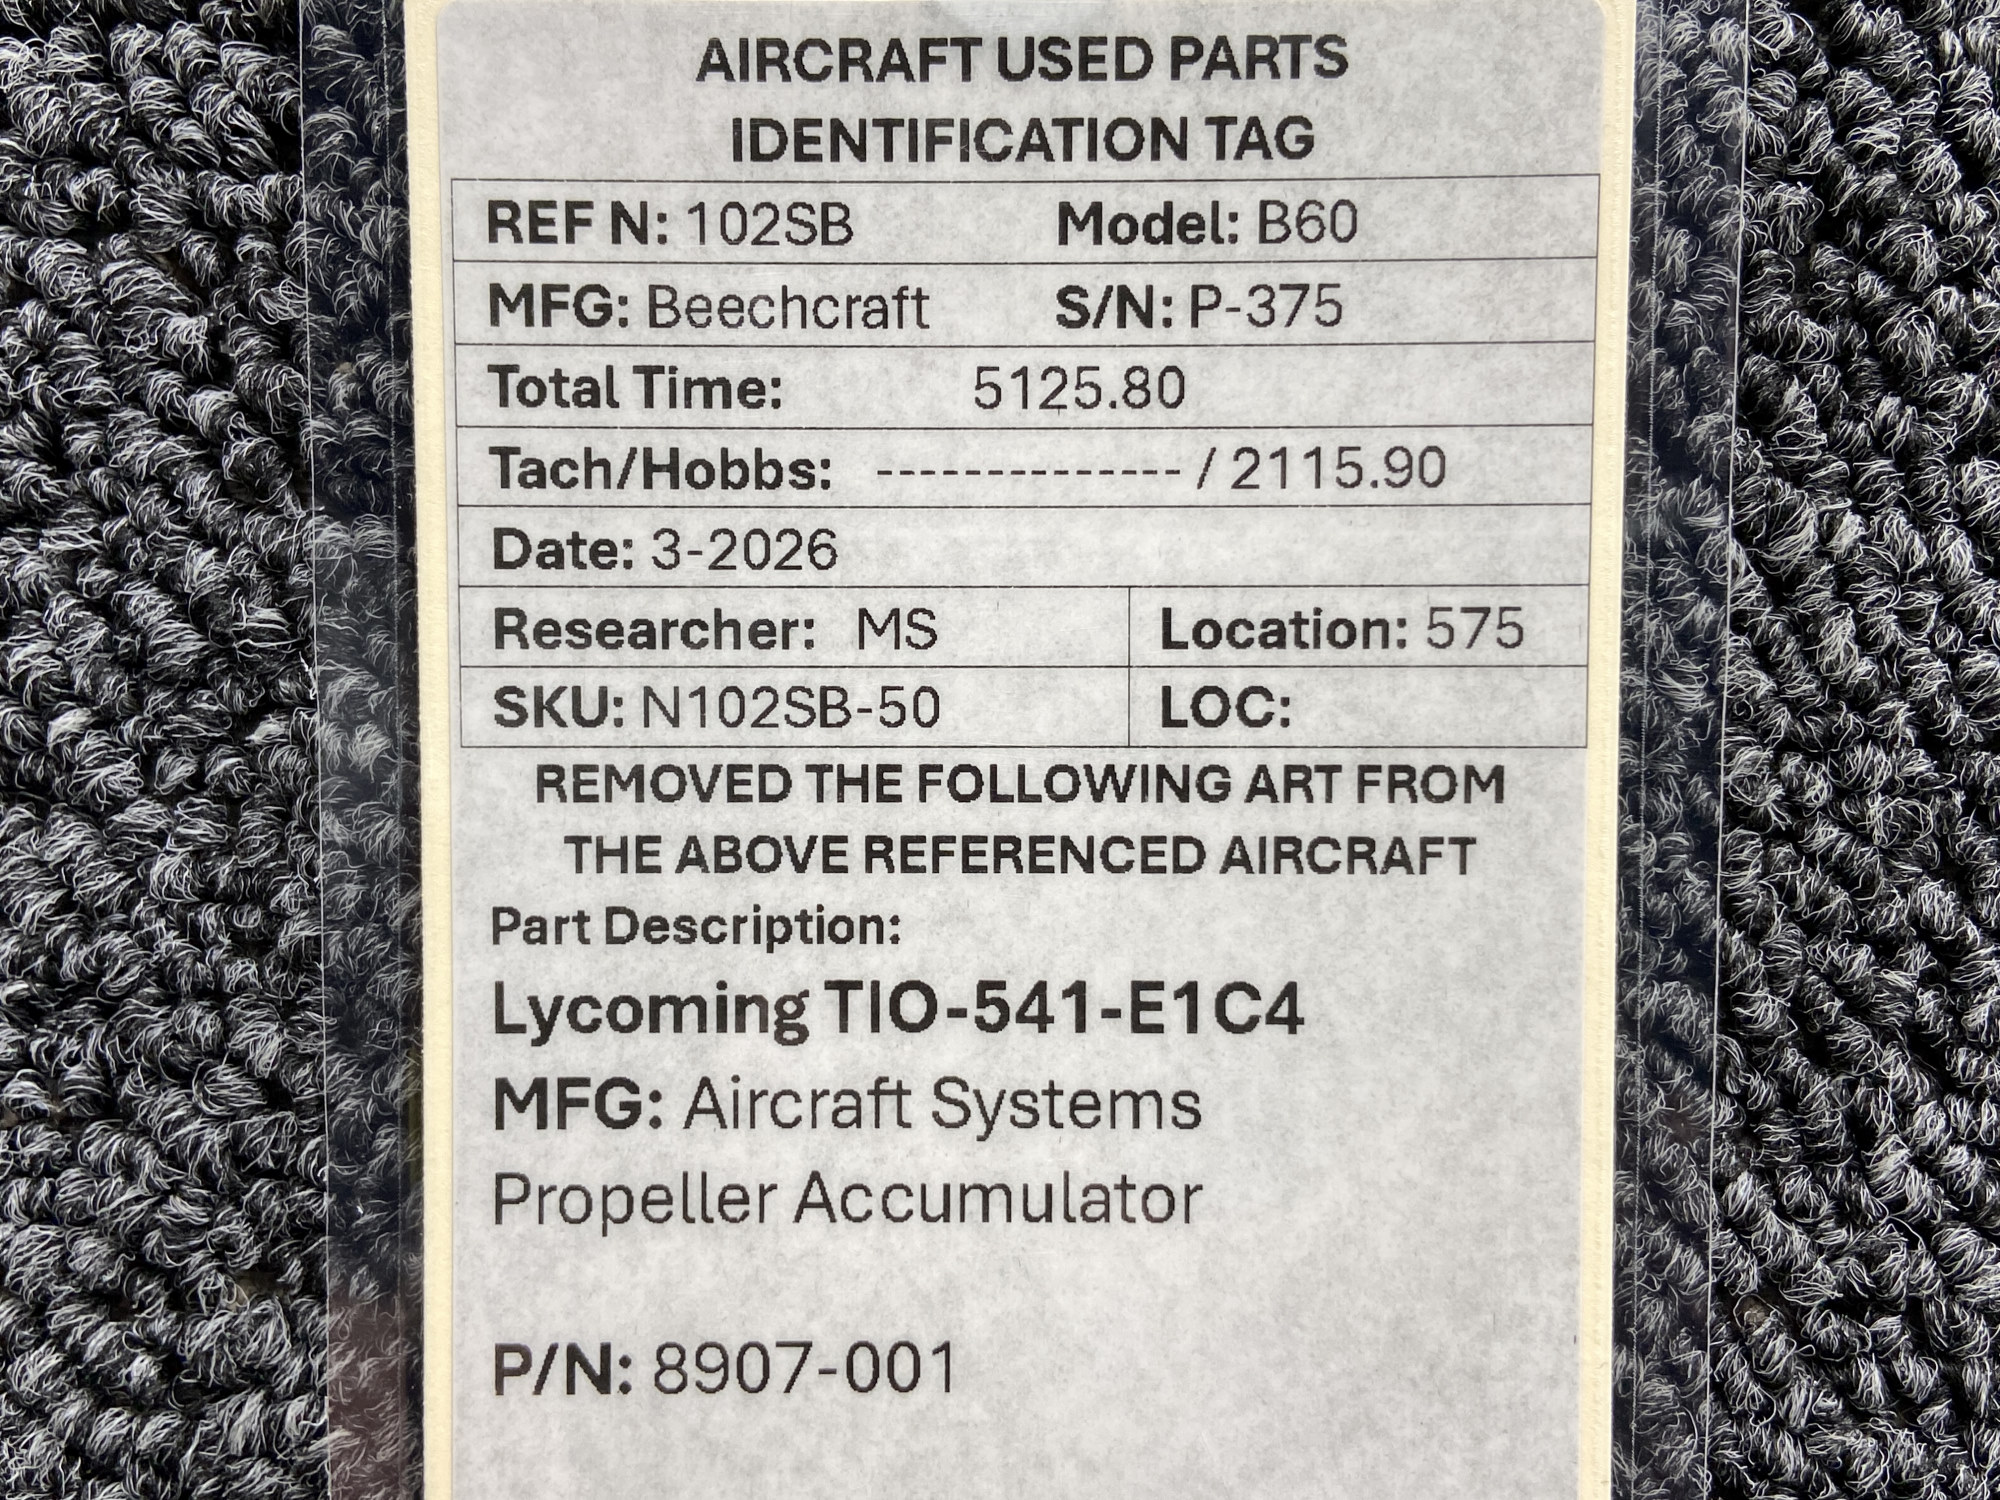 AIRCRAFT USED PARTS
IDENTIFICATION TAG
REF N: 102SB Model: B60
MFG: Beechcraft S/N: P-375
Total Time: 5125.80
Tach/Hobbs: -------------- / 2115.90
Date: 3-2026
Researcher: MS Location: 575
SKU: N102SB-50 LOC:
REMOVED THE FOLLOWING ART FROM
THE ABOVE REFERENCED AIRCRAFT
Part Description:
Lycoming TIO-541-E1C4
MFG: Aircraft Systems
Propeller Accumulator
P/N: 8907-001